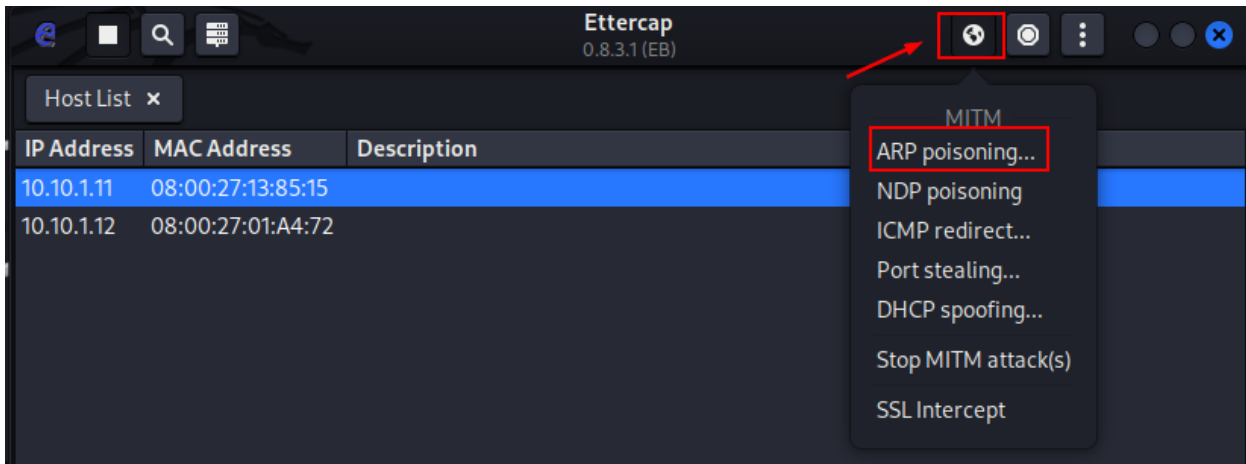 Ettercap
0.8.3.1 (EB)
Host List ×
IP Address MAC Address Description
10.10.1.11 08:00:27:13:85:15
10.10.1.12 08:00:27:01:A4:72
MITM
ARP poisoning...
NDP poisoning
ICMP redirect...
Port stealing...
DHCP spoofing...
Stop MITM attack(s)
SSL Intercept